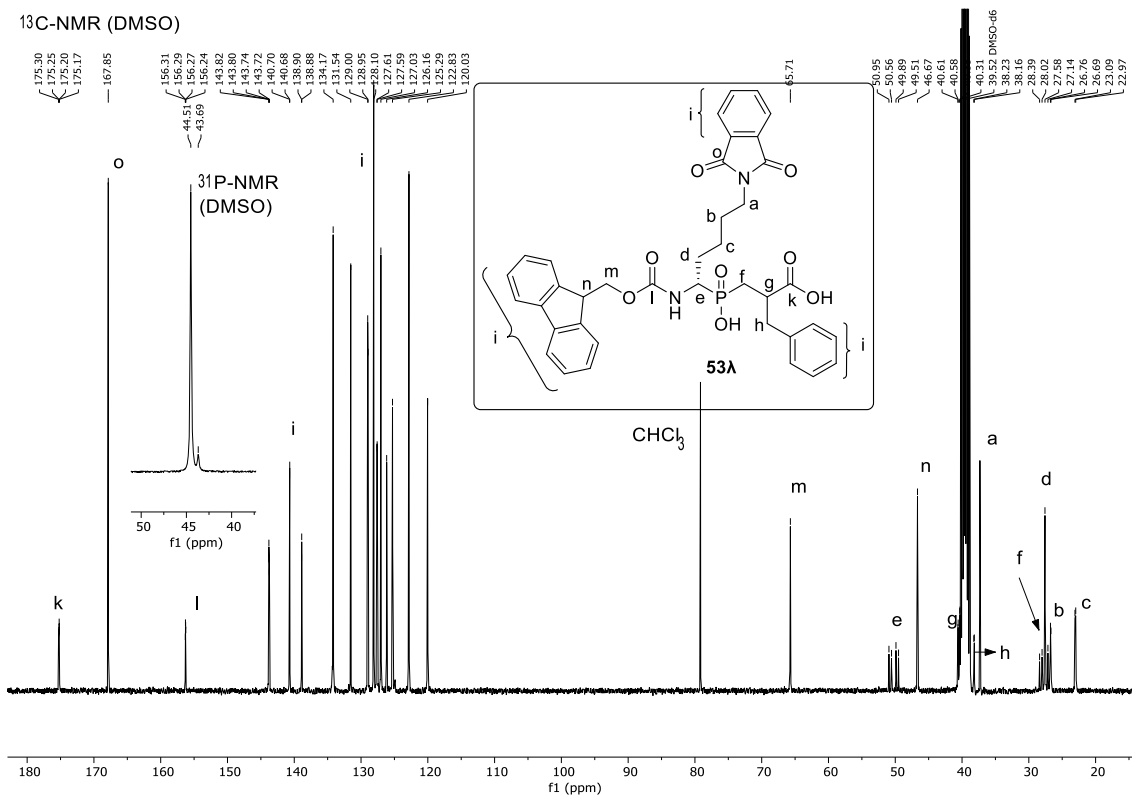 13C-NMR (DMSO)
175.30
175.25
175.20
175.17
167.85
156.31
156.29
156.27
156.24
143.82
143.80
143.74
143.72
140.70
140.68
138.90
138.88
134.17
131.54
129.00
128.95
128.10
127.61
127.59
127.03
126.16
125.29
122.83
120.03
65.71
50.95
50.56
49.89
49.51
46.67
40.61
40.58
40.31
39.52 DMSO-d6
38.23
38.16
28.39
28.02
27.58
27.14
26.76
26.69
23.09
22.97
44.51
43.69
31P-NMR
(DMSO)
50 45 40
f1 (ppm)
i
o
O N O
a
b
c
d
m O O f O
n O l N H e P g k OH
OH h
i
i
53λ
CHCl3
k
o
l
i
i
m
e
n
g
a
h
f
d
b
c
180 170 160 150 140 130 120 110 100 90 80 70 60 50 40 30 20
f1 (ppm)